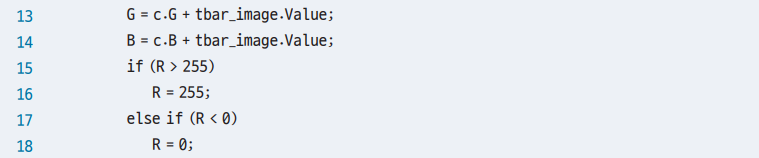 13 G = c.G + tbar_image.Value;
14 B = c.B + tbar_image.Value;
15 if (R > 255)
16 R = 255;
17 else if (R < 0)
18 R = 0;